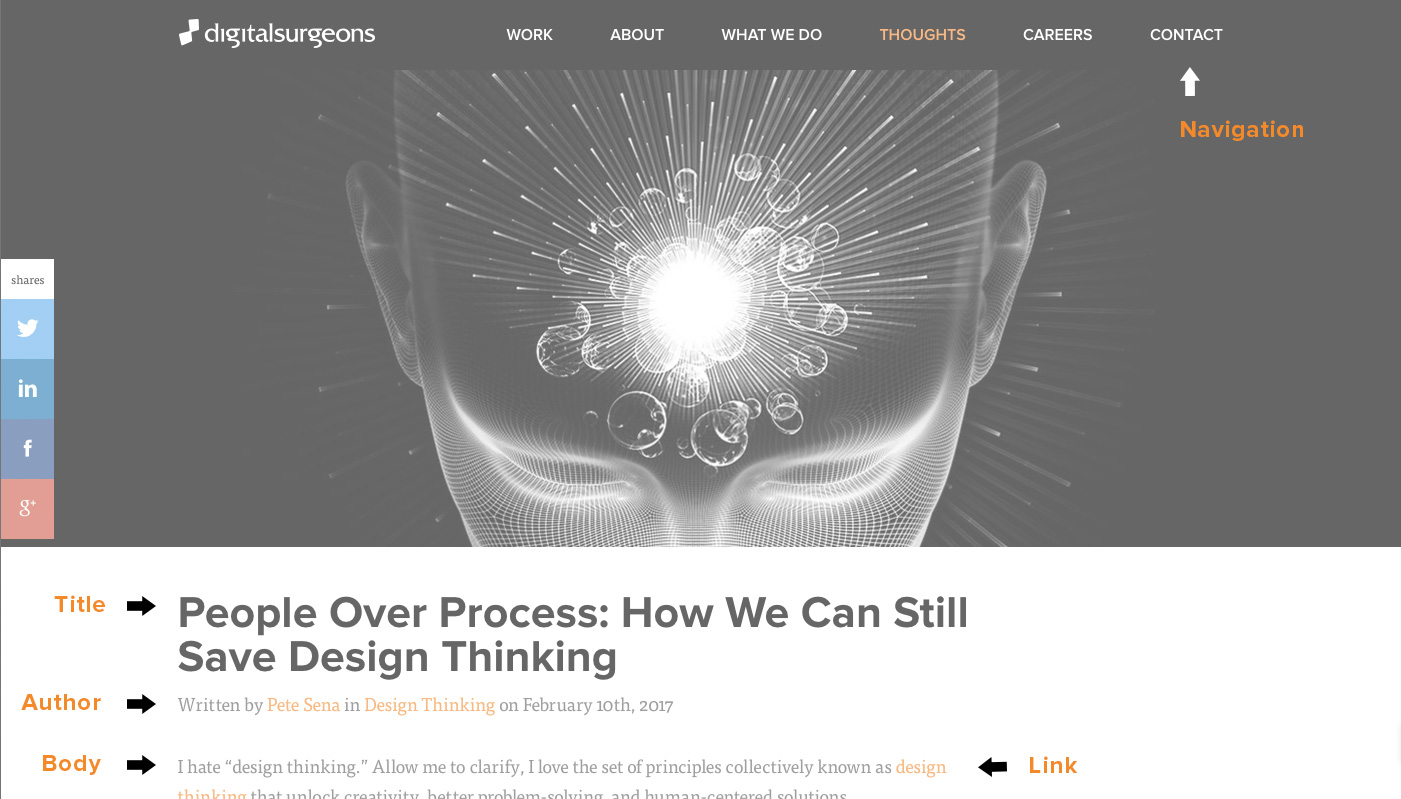 digitalsurgeons
WORK ABOUT WHAT WE DO THOUGHTS CAREERS CONTACT
Navigation
shares
in
f
g+
Title
People Over Process: How We Can Still
Save Design Thinking
Author
Written by Pete Sena in Design Thinking on February 10th, 2017
Body
I hate “design thinking.” Allow me to clarify, I love the set of principles collectively known as design
Link
thinking that unlock creativity, better problem-solving, and human-centered solutions.